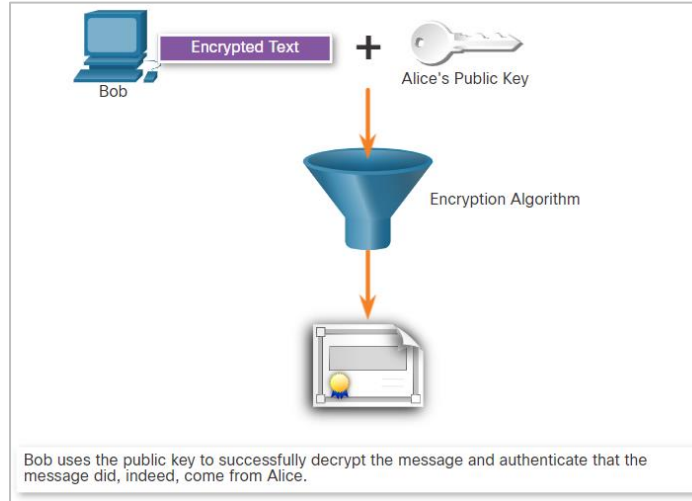 Encrypted Text
Bob
Alice's Public Key
Encryption Algorithm
Bob uses the public key to successfully decrypt the message and authenticate that the
message did, indeed, come from Alice.